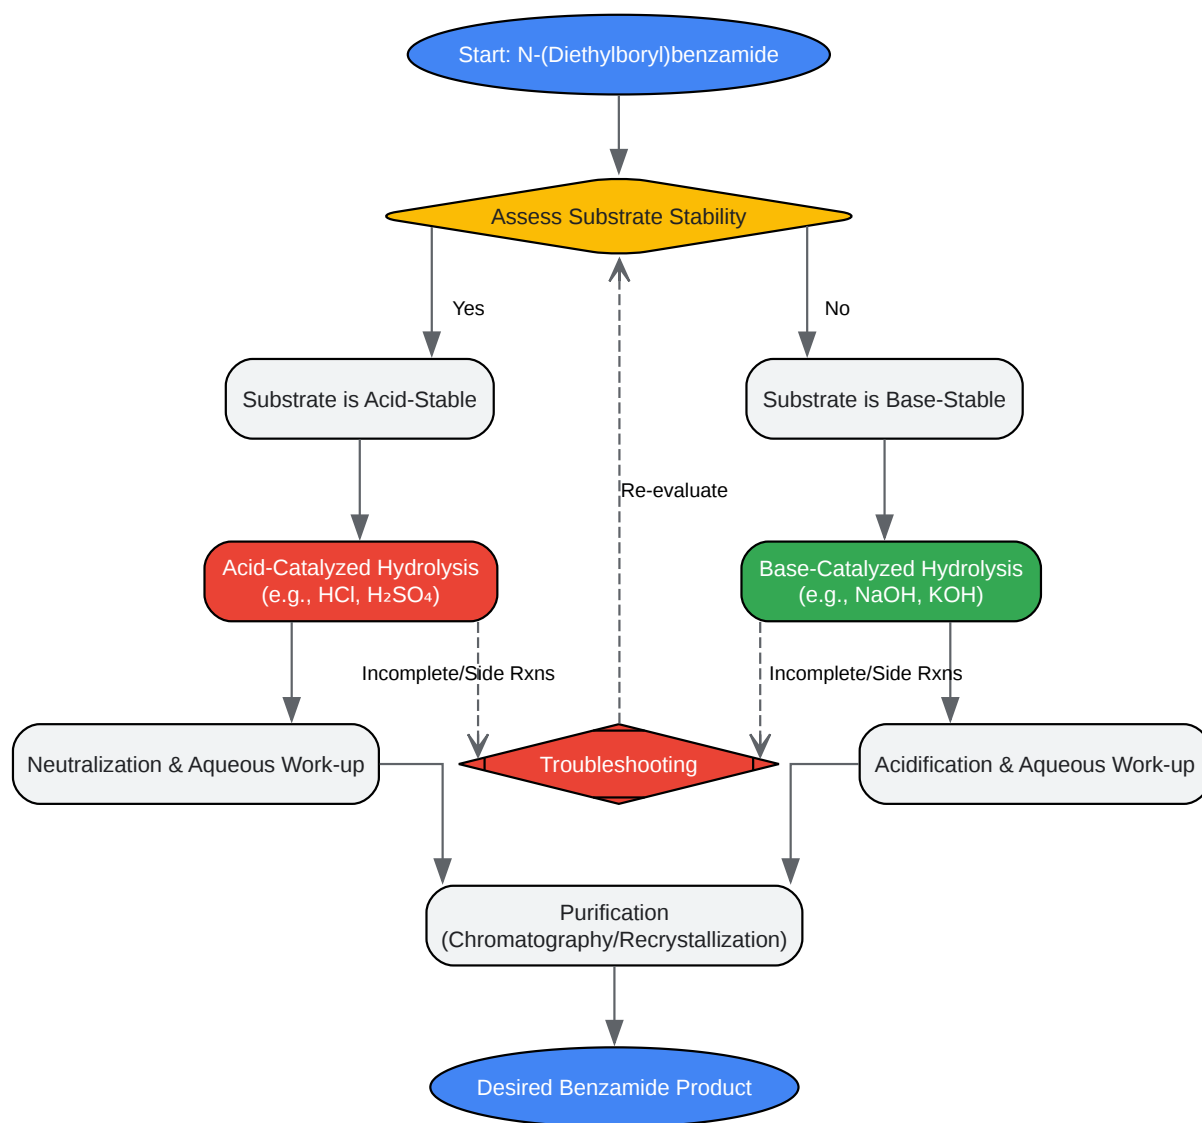 Start: N-(Diethylboryl)benzamide
Assess Substrate Stability
Yes
No
Substrate is Acid-Stable
Substrate is Base-Stable
Re-evaluate
Acid-Catalyzed Hydrolysis
(e.g., HCl, H₂SO₄)
Base-Catalyzed Hydrolysis
(e.g., NaOH, KOH)
Incomplete/Side Rxns
Incomplete/Side Rxns
Neutralization & Aqueous Work-up
Troubleshooting
Acidification & Aqueous Work-up
Purification
(Chromatography/Recrystallization)
Desired Benzamide Product